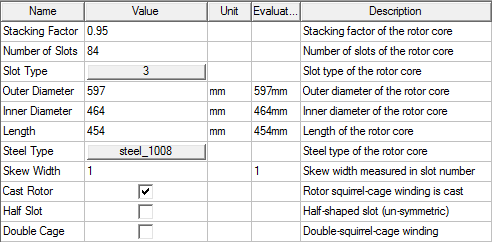 Name Value Unit Evaluat... Description
Stacking Factor 0.95 Stacking factor of the rotor core
Number of Slots 84 Number of slots of the rotor core
Slot Type 3 Slot type of the rotor core
Outer Diameter 597 mm 597mm Outer diameter of the rotor core
Inner Diameter 464 mm 464mm Inner diameter of the rotor core
Length 454 mm 454mm Length of the rotor core
Steel Type steel_1008 Steel type of the rotor core
Skew Width 1 1 Skew width measured in slot number
Cast Rotor Rotor squirrel-cage winding is cast
Half Slot Half-shaped slot (un-symmetric)
Double Cage Double-squirrel-cage winding